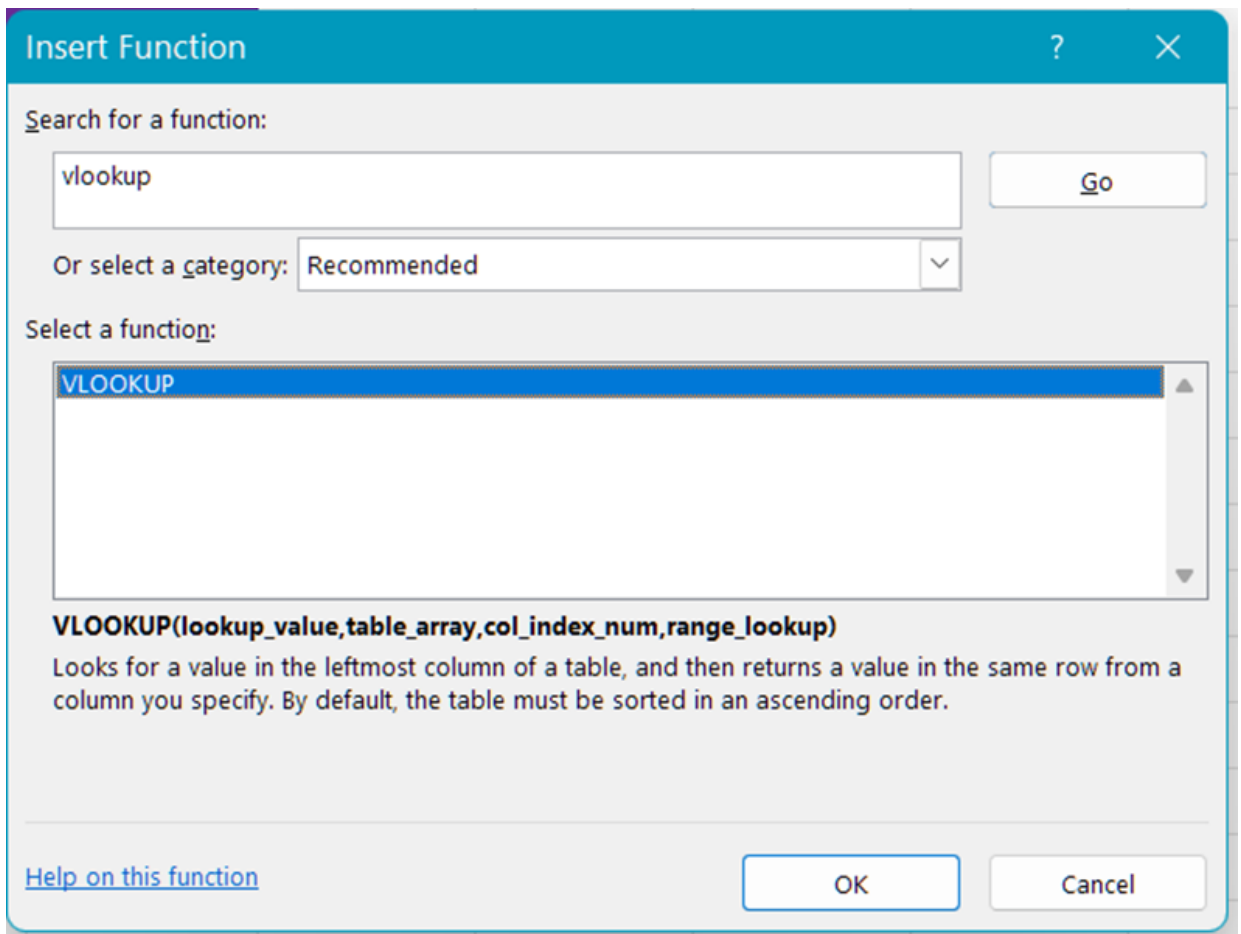 Insert Function
Search for a function:
vlookup
Go
Or select a category: Recommended
Select a function:
VLOOKUP
VLOOKUP(lookup_value,table_array,col_index_num,range_lookup)
Looks for a value in the leftmost column of a table, and then returns a value in the same row from a
column you specify. By default, the table must be sorted in an ascending order.
Help on this function
OK
Cancel